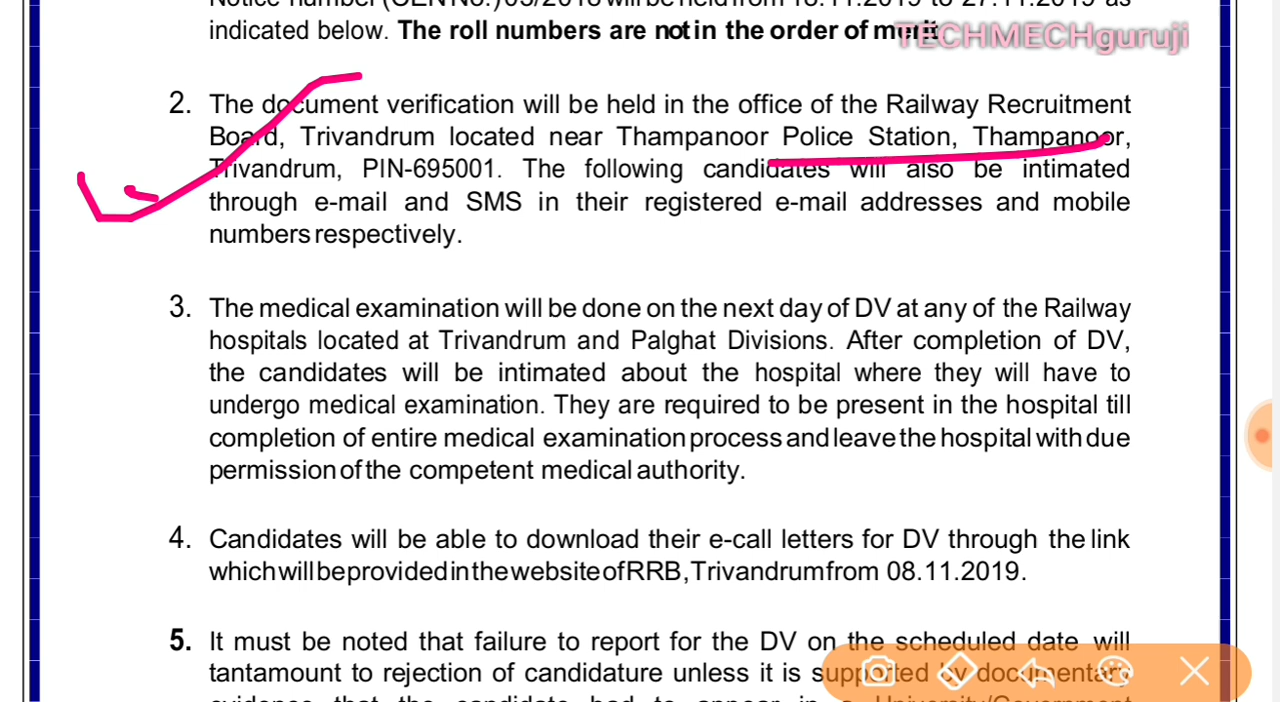 indicated below. The roll numbers are not in the order of merit.
TECHMECHguruji
2. The document verification will be held in the office of the Railway Recruitment
Board, Trivandrum located near Thampanoor Police Station, Thampanoor,
Trivandrum, PIN-695001. The following candidates will also be intimated
through e-mail and SMS in their registered e-mail addresses and mobile
numbers respectively.
3. The medical examination will be done on the next day of DV at any of the Railway
hospitals located at Trivandrum and Palghat Divisions. After completion of DV,
the candidates will be intimated about the hospital where they will have to
undergo medical examination. They are required to be present in the hospital till
completion of entire medical examination process and leave the hospital with due
permission of the competent medical authority.
4. Candidates will be able to download their e-call letters for DV through the link
which will be provided in the website of RRB, Trivandrum from 08.11.2019.
5. It must be noted that failure to report for the DV on the scheduled date will
tantamount to rejection of candidature unless it is supported by documentary